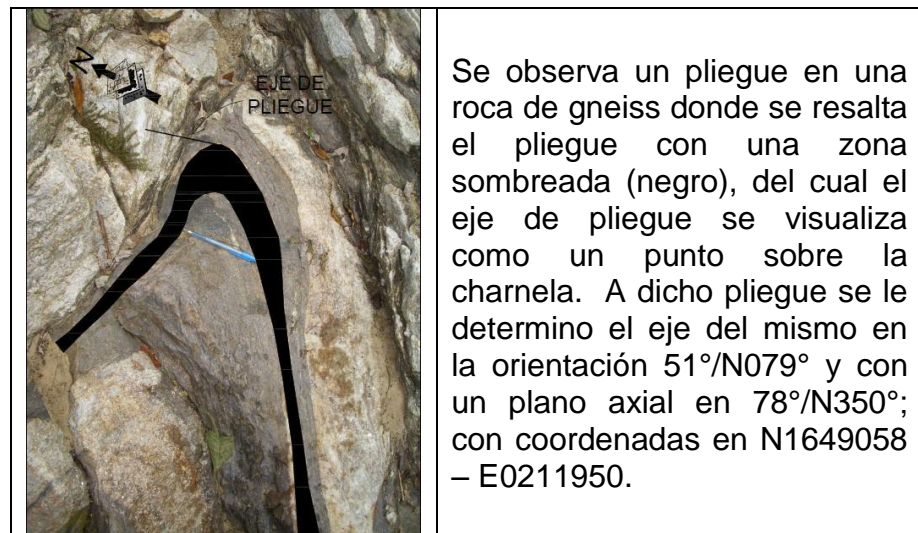 N
EJE DE
PLIEGUE
Se observa un pliegue en una
roca de gneiss donde se resalta
el pliegue con una zona
sombreada (negro), del cual el
eje de pliegue se visualiza
como un punto sobre la
charnela. A dicho pliegue se le
determino el eje del mismo en
la orientación 51°/N079° y con
un plano axial en 78°/N350°;
con coordenadas en N1649058
– E0211950.